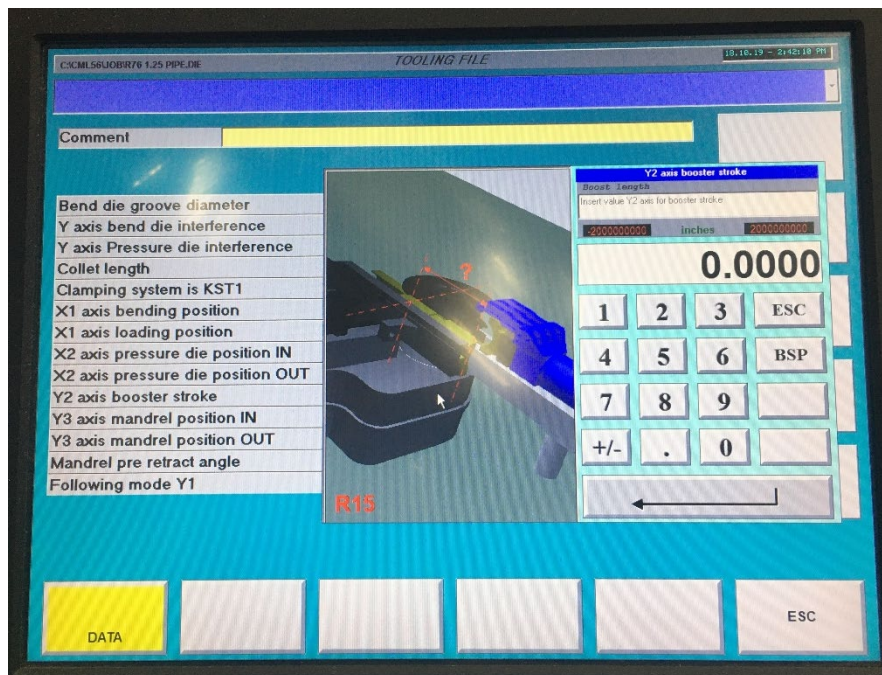 C:\CML56\JOB\R76 1.25 PIPE.DIE
TOOLING FILE
18.10.19 - 2:42:10 PM
Comment
Bend die groove diameter
Y axis bend die interference
Y axis Pressure die interference
Collet length
Clamping system is KST1
X1 axis bending position
X1 axis loading position
X2 axis pressure die position IN
X2 axis pressure die position OUT
Y2 axis booster stroke
Y3 axis mandrel position IN
Y3 axis mandrel position OUT
Mandrel pre retract angle
Following mode Y1
?
R15
Y2 axis booster stroke
Boost length
Insert value Y2 axis for booster stroke
-2000000000 inches 2000000000
0.0000
1 2 3 ESC
4 5 6 BSP
7 8 9
+/- . 0
DATA
ESC